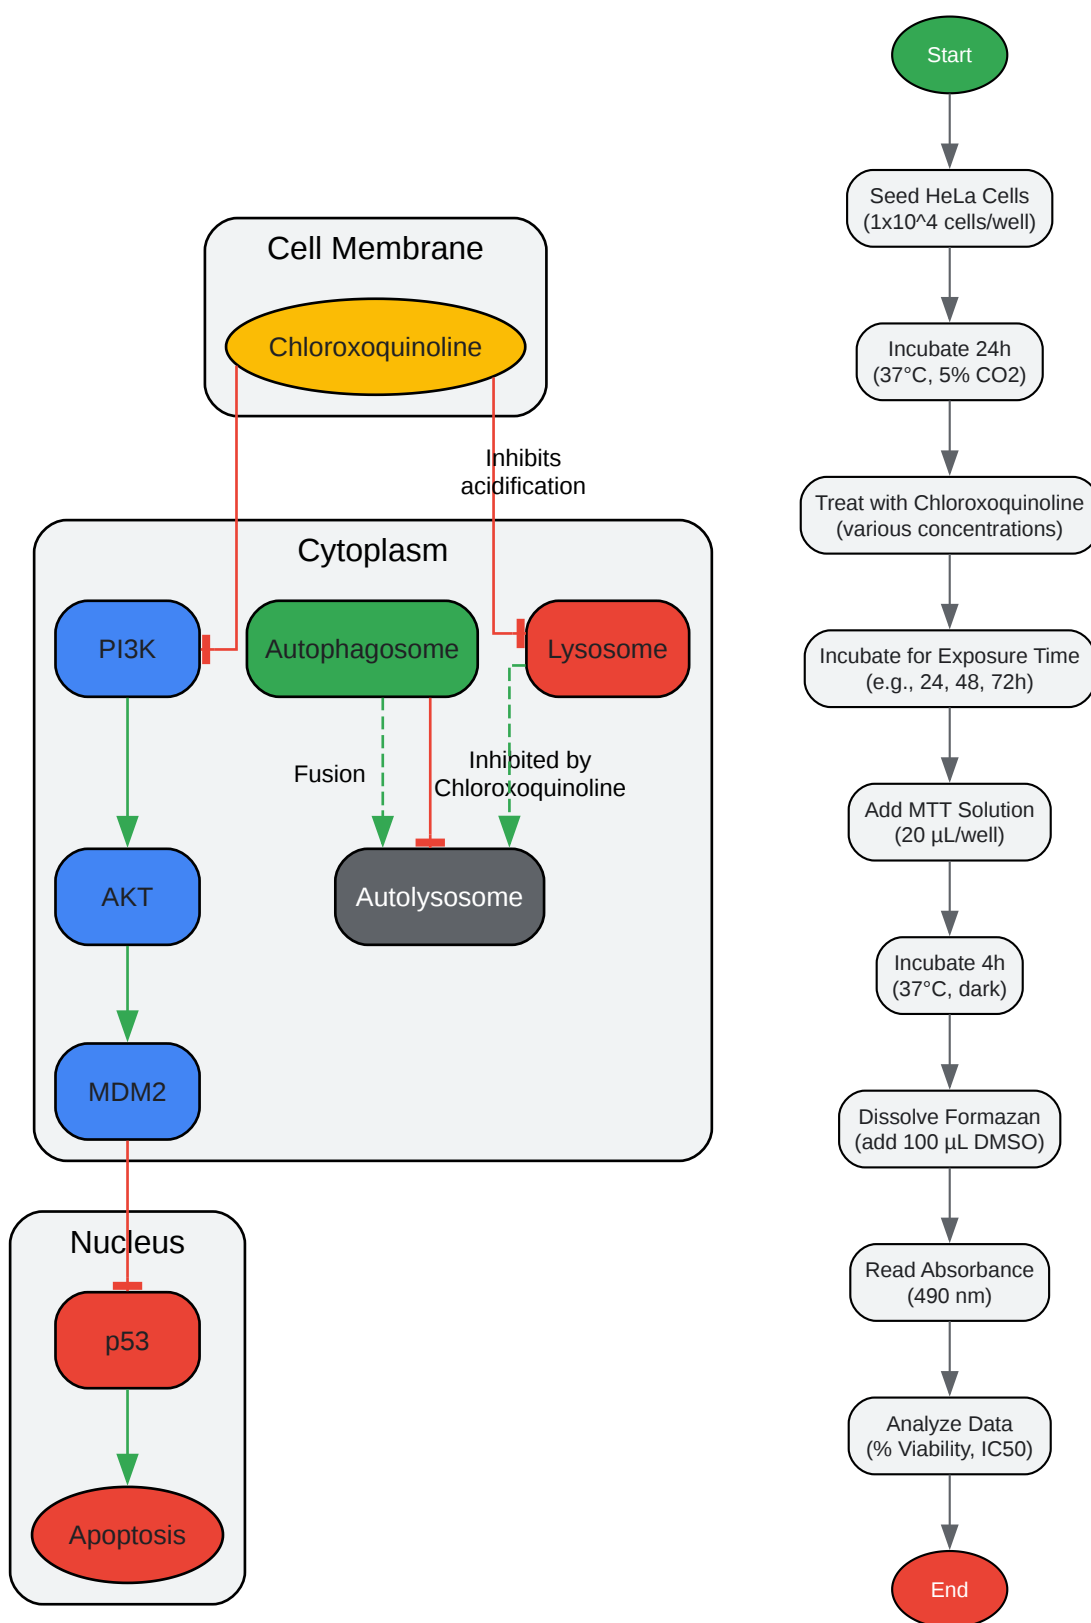 Cell Membrane
Chloroxoquinoline
Inhibits
acidification
Cytoplasm
PI3K
Autophagosome
Lysosome
Fusion
Inhibited by
Chloroxoquinoline
AKT
Autolysosome
MDM2
Nucleus
p53
Apoptosis
Start
Seed HeLa Cells
(1x10^4 cells/well)
Incubate 24h
(37°C, 5% CO2)
Treat with Chloroxoquinoline
(various concentrations)
Incubate for Exposure Time
(e.g., 24, 48, 72h)
Add MTT Solution
(20 µL/well)
Incubate 4h
(37°C, dark)
Dissolve Formazan
(add 100 µL DMSO)
Read Absorbance
(490 nm)
Analyze Data
(% Viability, IC50)
End